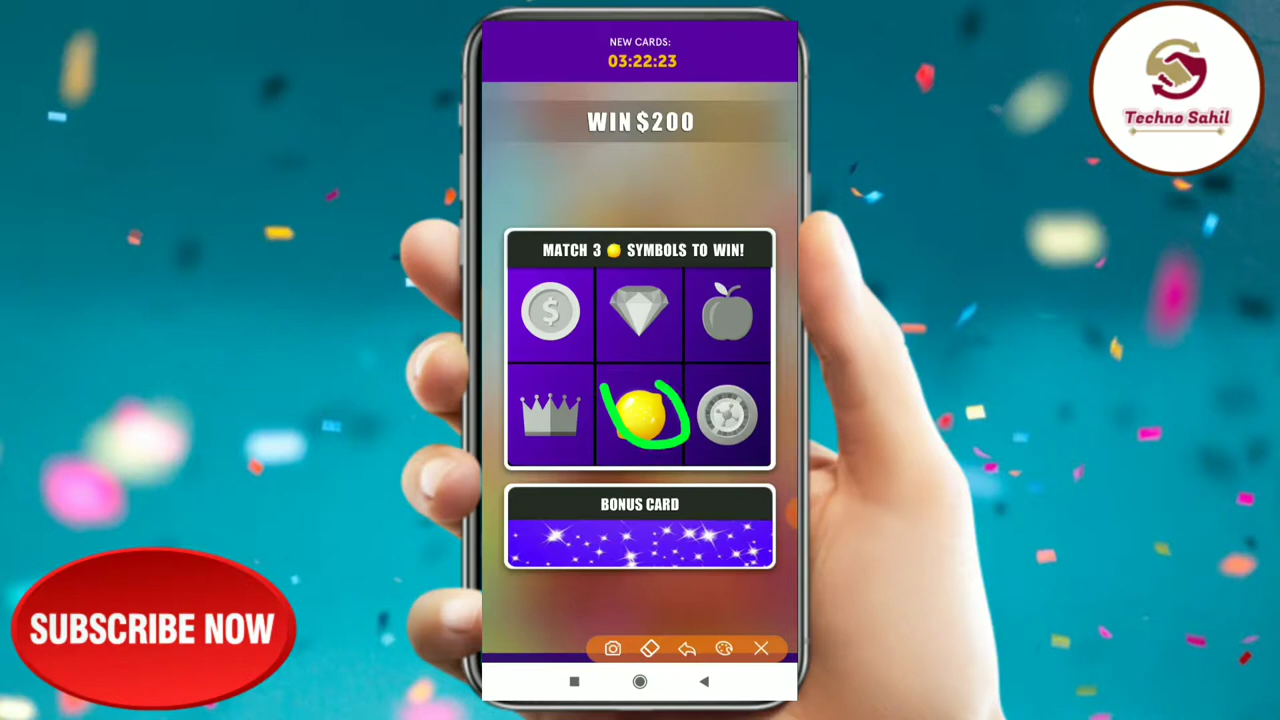 NEW CARDS:
03:22:23
WIN $200
MATCH 3 SYMBOLS TO WIN!
$
BONUS CARD
Techno Sahil
SUBSCRIBE NOW